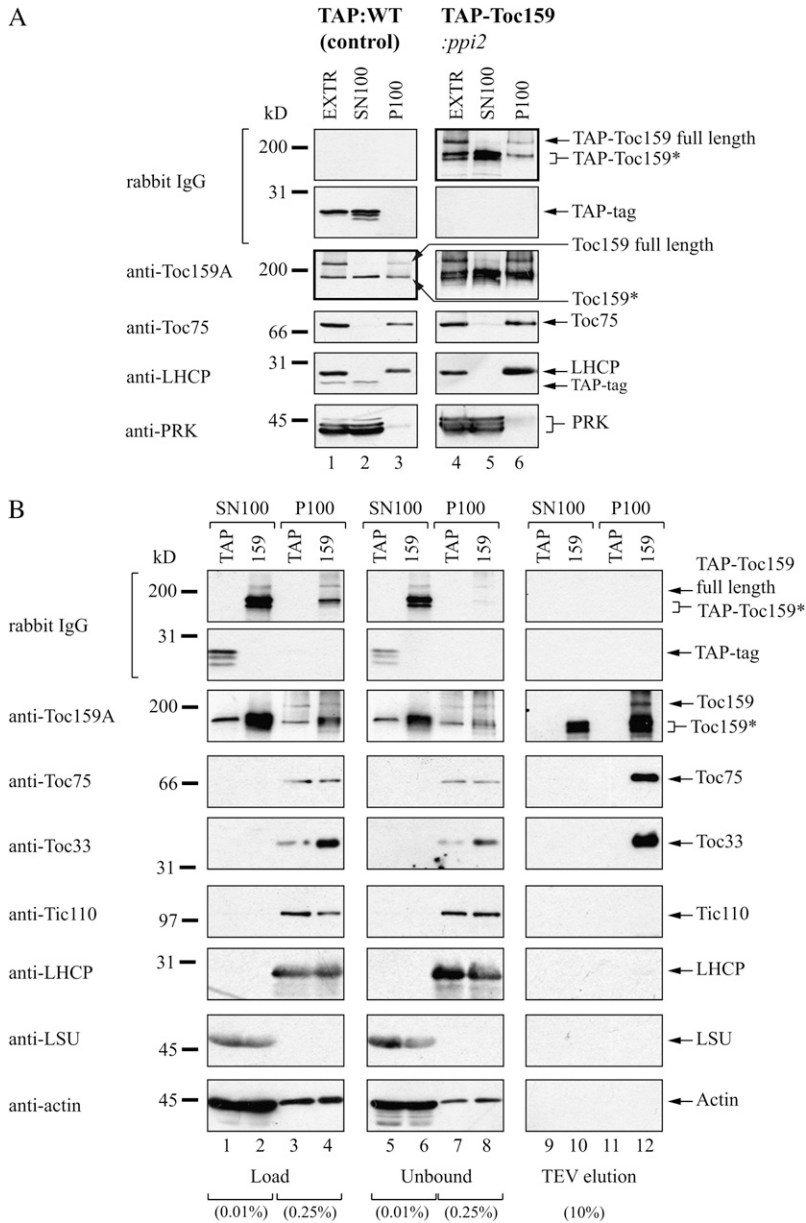 A
TAP:WT
(control)
TAP-Toc159
:ppi2
kD
EXTR
SN100
P100
EXTR
SN100
P100
rabbit IgG
200
TAP-Toc159 full length
TAP-Toc159*
31
TAP-tag
Toc159 full length
anti-Toc159A
200
Toc159*
anti-Toc75
66
Toc75
anti-LHCP
31
LHCP
TAP-tag
anti-PRK
45
PRK
1 2 3 4 5 6
B
SN100 P100 SN100 P100 SN100 P100
kD
TAP 159 TAP 159 TAP 159 TAP 159 TAP 159 TAP 159
TAP-Toc159
full length
TAP-Toc159*
rabbit IgG
200
31
TAP-tag
anti-Toc159A
200
Toc159
Toc159*
anti-Toc75
66
Toc75
anti-Toc33
31
Toc33
anti-Tic110
97
Tic110
anti-LHCP
31
LHCP
anti-LSU
45
LSU
anti-actin
45
Actin
1 2 3 4 5 6 7 8 9 10 11 12
Load Unbound TEV elution
(0.01%) (0.25%) (0.01%) (0.25%) (10%)